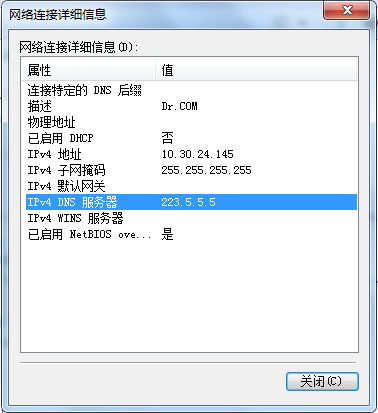 网络连接详细信息
网络连接详细信息(D):
属性 值
连接特定的 DNS 后缀
描述 Dr.COM
物理地址
已启用 DHCP 否
IPv4 地址 10.30.24.145
IPv4 子网掩码 255.255.255.255
IPv4 默认网关
IPv4 DNS 服务器 223.5.5.5
IPv4 WINS 服务器
已启用 NetBIOS ove... 是
关闭(C)